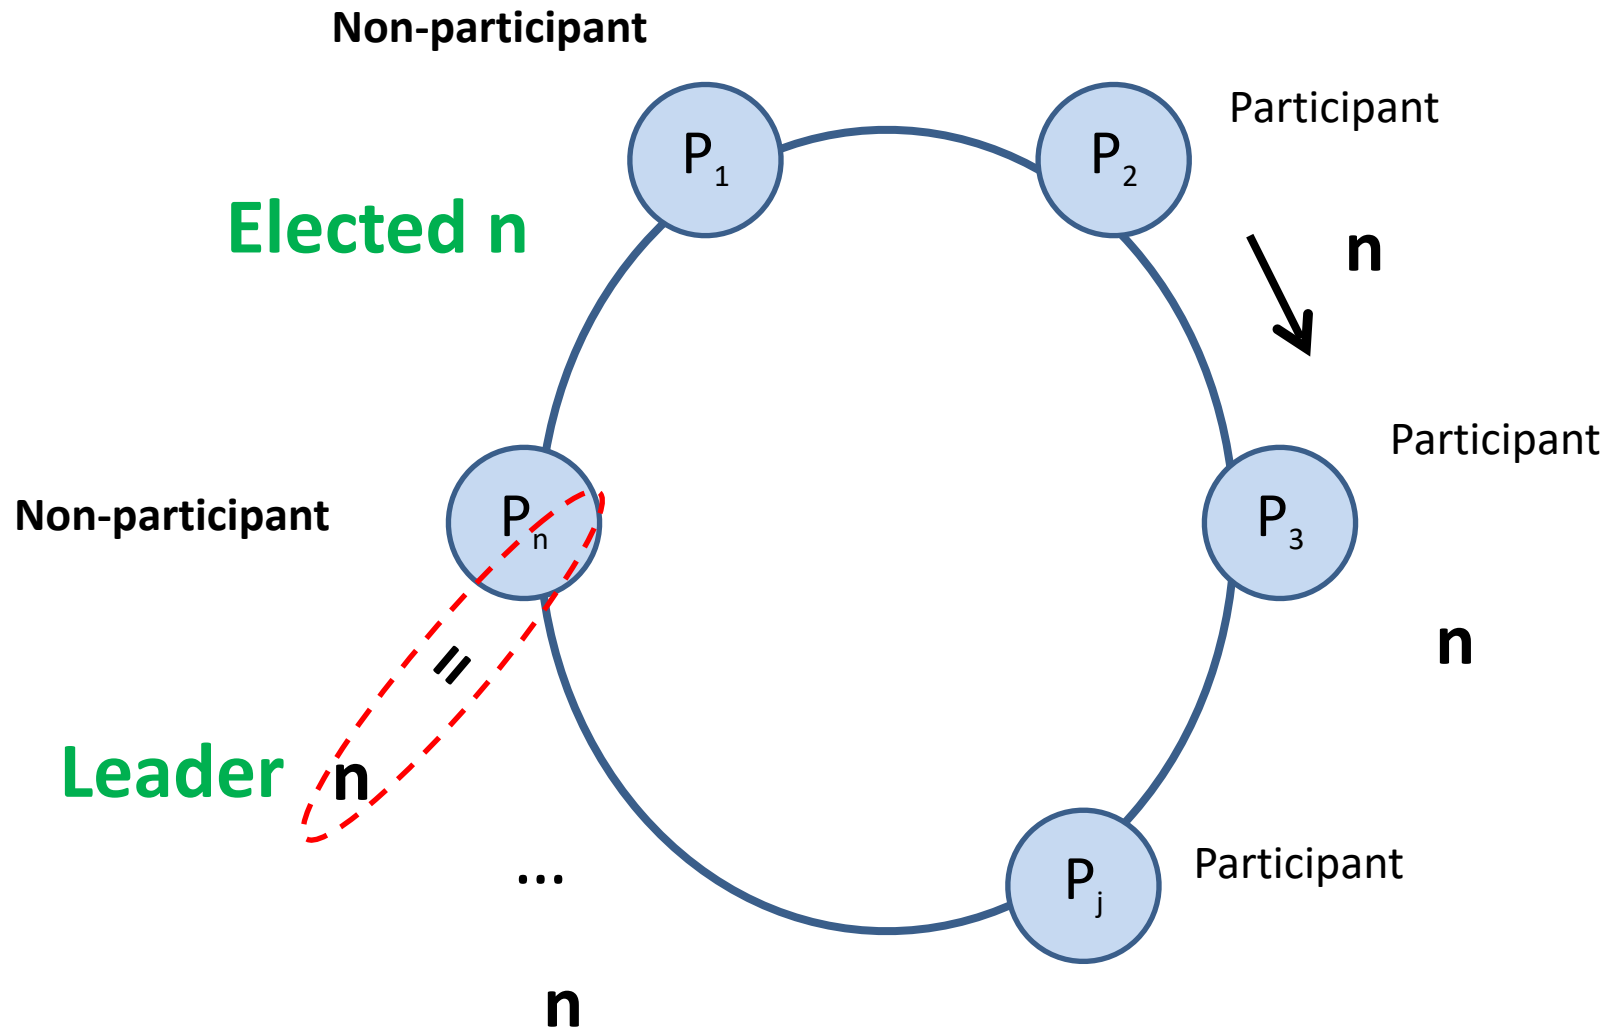 Non-participant
P1
P2
Participant
Elected n
n
Participant
Non-participant
Pn
P3
=
n
Leader n
...
Pj
Participant
n